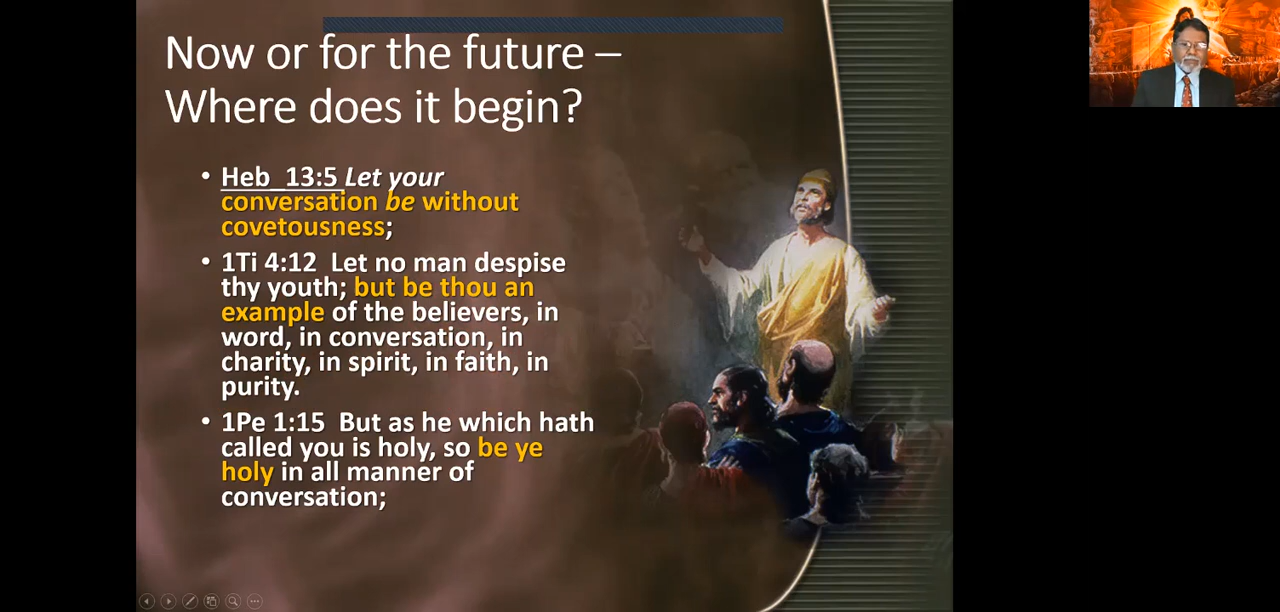 Now or for the future –
Where does it begin?
• Heb_13:5 Let your
conversation be without
covetousness;
• 1Ti 4:12 Let no man despise
thy youth; but be thou an
example of the believers, in
word, in conversation, in
charity, in spirit, in faith, in
purity.
• 1Pe 1:15 But as he which hath
called you is holy, so be ye
holy in all manner of
conversation;